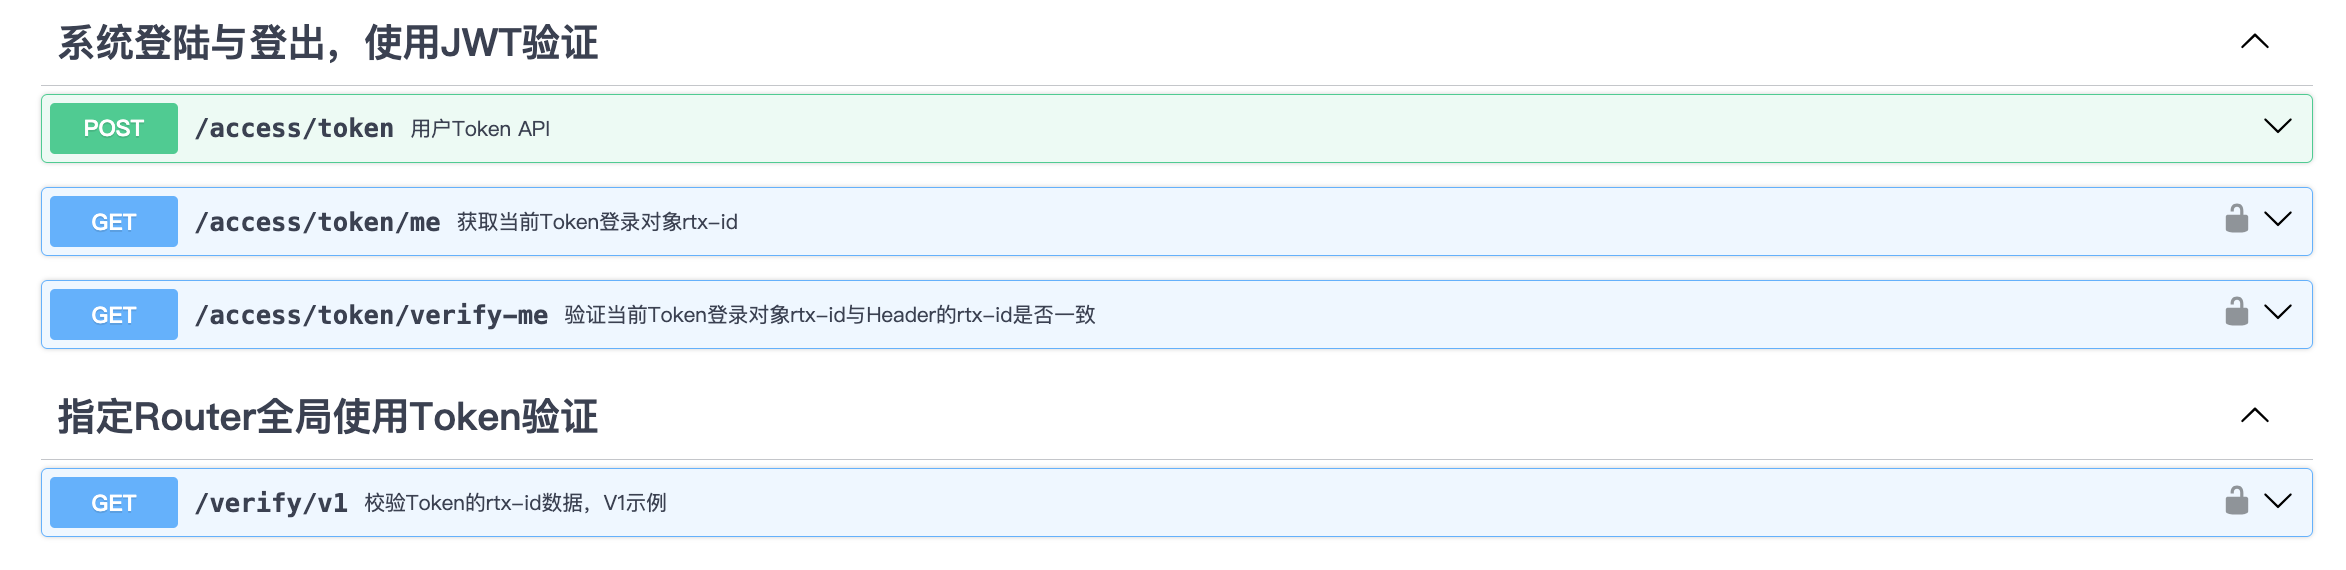 系统登陆与登出，使用JWT验证
POST /access/token 用户Token API
GET /access/token/me 获取当前Token登录对象rtx-id
GET /access/token/verify-me 验证当前Token登录对象rtx-id与Header的rtx-id是否一致
指定Router全局使用Token验证
GET /verify/v1 校验Token的rtx-id数据，V1示例